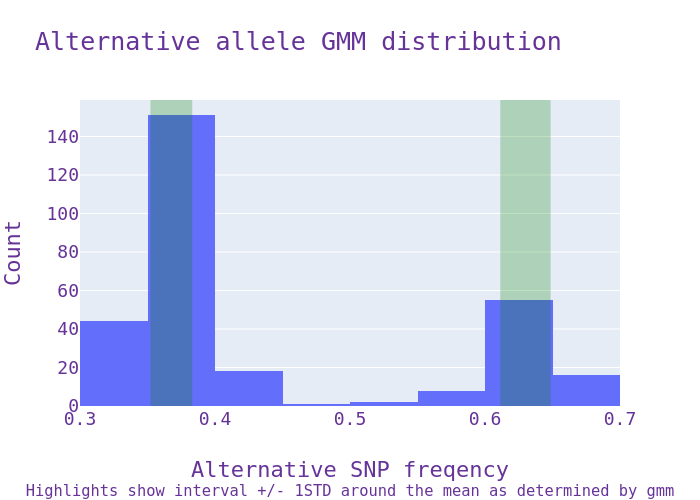 Alternative allele GMM distribution
Count
140
120
100
80
60
40
20
0
0.3 0.4 0.5 0.6 0.7
Alternative SNP freqency
Highlights show interval +/- 1STD around the mean as determined by gmm